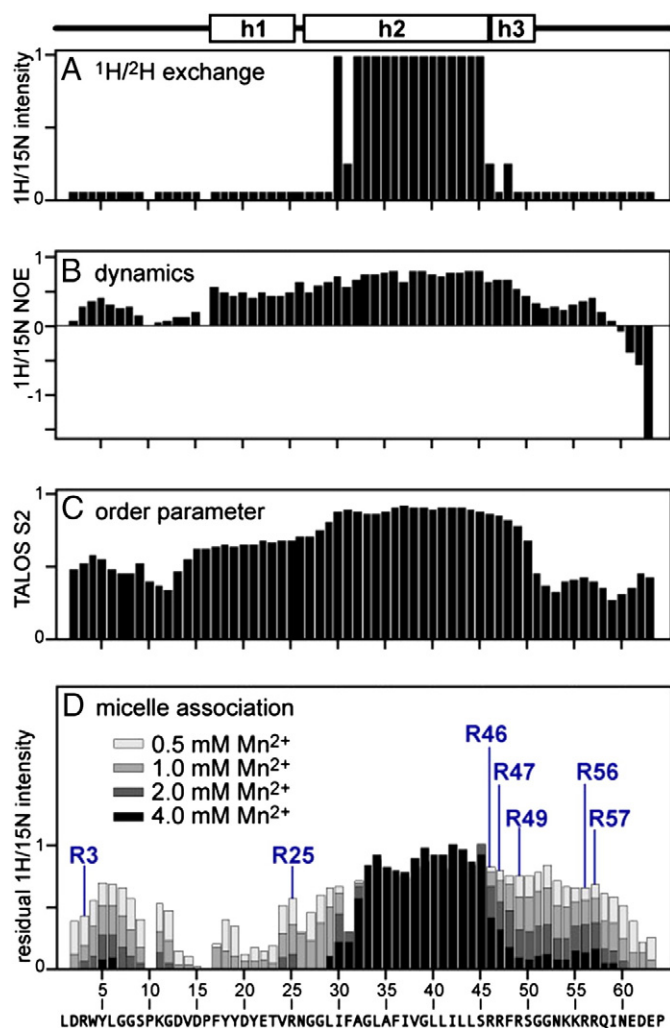 h1 h2 h3
A ¹H/²H exchange
1H/15N intensity
1
0
B dynamics
1H/15N NOE
1
0
-1
C order parameter
TALOS S2
1
0
D micelle association
0.5 mM Mn²⁺
1.0 mM Mn²⁺
2.0 mM Mn²⁺
4.0 mM Mn²⁺
R46
R47
R56
R49
R57
R3
R25
residual 1H/15N intensity
1
0
5 10 15 20 25 30 35 40 45 50 55 60
LDRWYLGGSPKGDVDPFYYDYETVRNGGLIFAGLAFIVGLLILLSRRFRSGGNKKRRQINEDEP